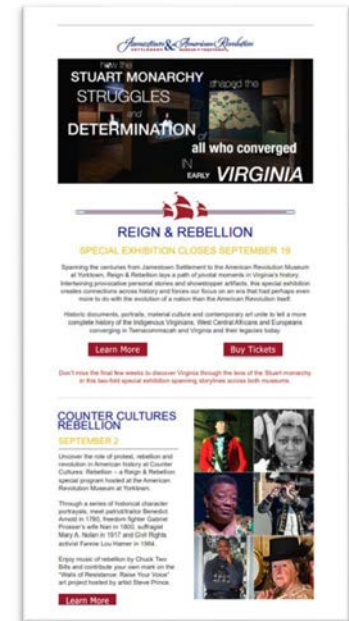 Jamestown & American Revolution
SETTLEMENT MUSEUM AT YORKTOWN
how the
STUART MONARCHY
shaped the
STRUGGLES
and
DETERMINATION
of
all who converged
IN
EARLY VIRGINIA
REIGN & REBELLION
SPECIAL EXHIBITION CLOSES SEPTEMBER 19
Spanning the centuries from Jamestown Settlement to the American Revolution Museum
at Yorktown, Reign & Rebellion lays a path of pivotal moments in Virginia's history.
Intertwining provocative personal stories and showstopper artifacts, this special exhibition
creates connections across history and forces our focus on an era that had perhaps even
more to do with the evolution of a nation than the American Revolution itself.
Historic documents, portraits, material culture and contemporary art unite to tell a more
complete history of the Indigenous Virginians, West Central Africans and Europeans
converging in Tsenacommacah and Virginia and their legacies today.
Learn More
Buy Tickets
Don't miss the final few weeks to discover Virginia through the lens of the Stuart monarchy
in this two-fold special exhibition spanning storylines across both museums.
COUNTER CULTURES
REBELLION
SEPTEMBER 2
Uncover the role of protest, rebellion and
revolution in American history at Counter
Cultures: Rebellion – a Reign & Rebellion
special program hosted at the American
Revolution Museum at Yorktown.
Through a series of historical character
portrayals, meet patriot/traitor Benedict
Arnold in 1780, freedom fighter Gabriel
Prosser's wife Nan in 1800, suffragist
Mary A. Nolan in 1917 and Civil Rights
activist Fannie Lou Hamer in 1964.
Enjoy music of rebellion by Chuck Two
Bills and contribute your own mark on the
"Walls of Resistance: Raise Your Voice"
art project hosted by artist Steve Prince.
Learn More